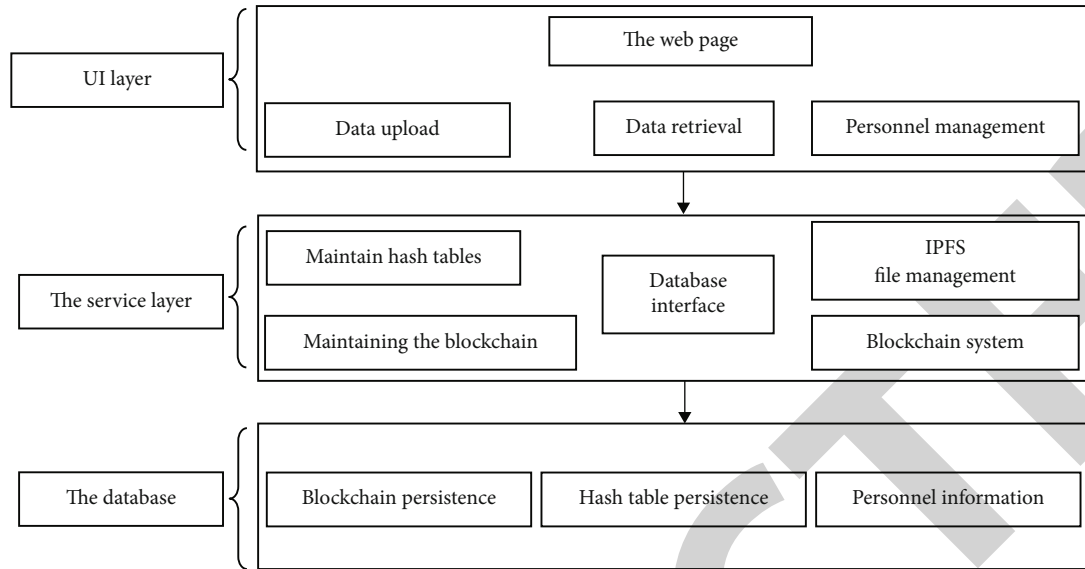 The web page
UI layer
Data upload
Data retrieval
Personnel management
Maintain hash tables
IPFS
file management
Database
interface
The service layer
Maintaining the blockchain
Blockchain system
The database
Blockchain persistence
Hash table persistence
Personnel information